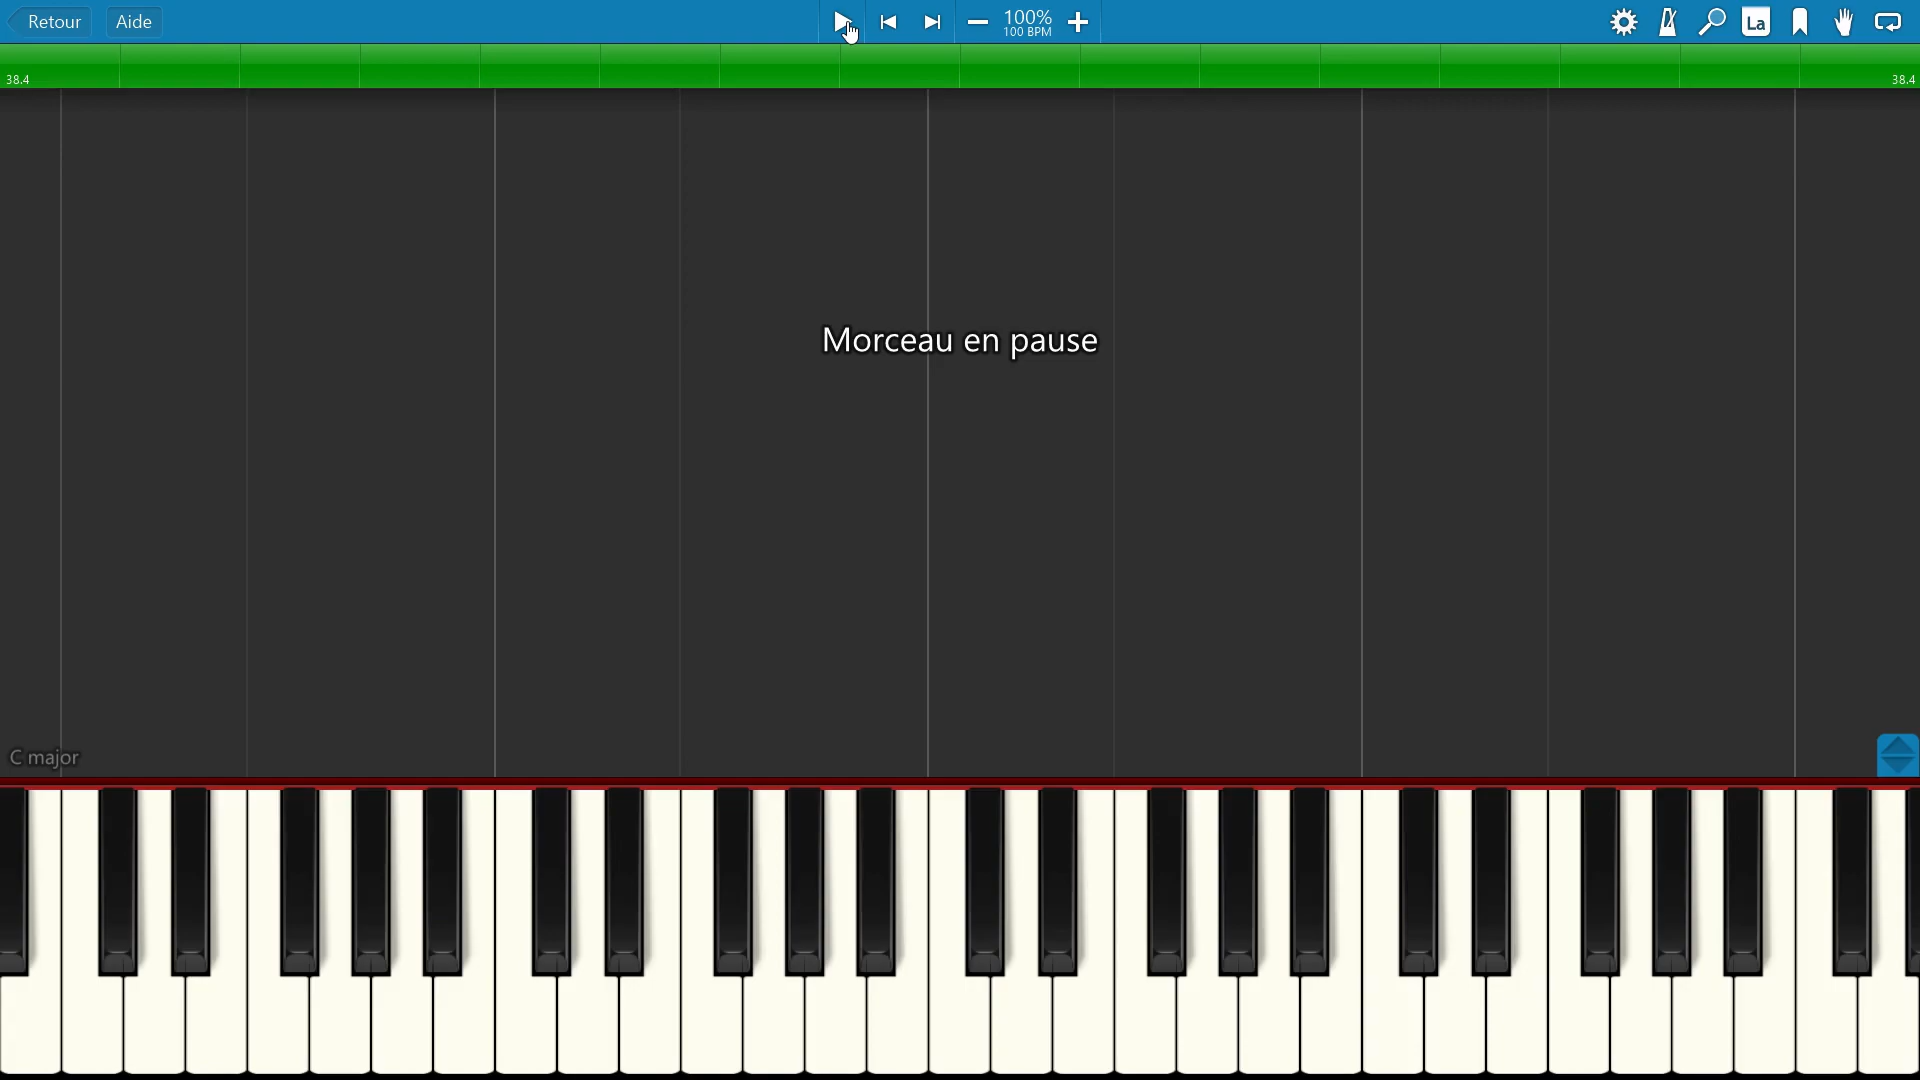 Retour Aide 100% La
100 BPM
38.4 38.4
Morceau en pause
C major